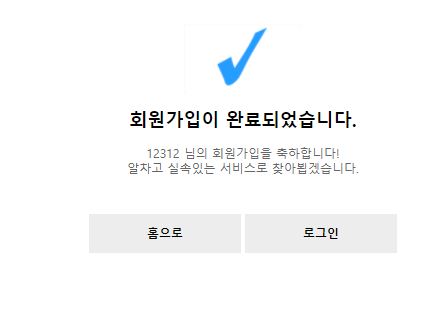 회원가입이 완료되었습니다.
12312 님의 회원가입을 축하합니다!
알차고 실속있는 서비스로 찾아뵙겠습니다.
홈으로
로그인